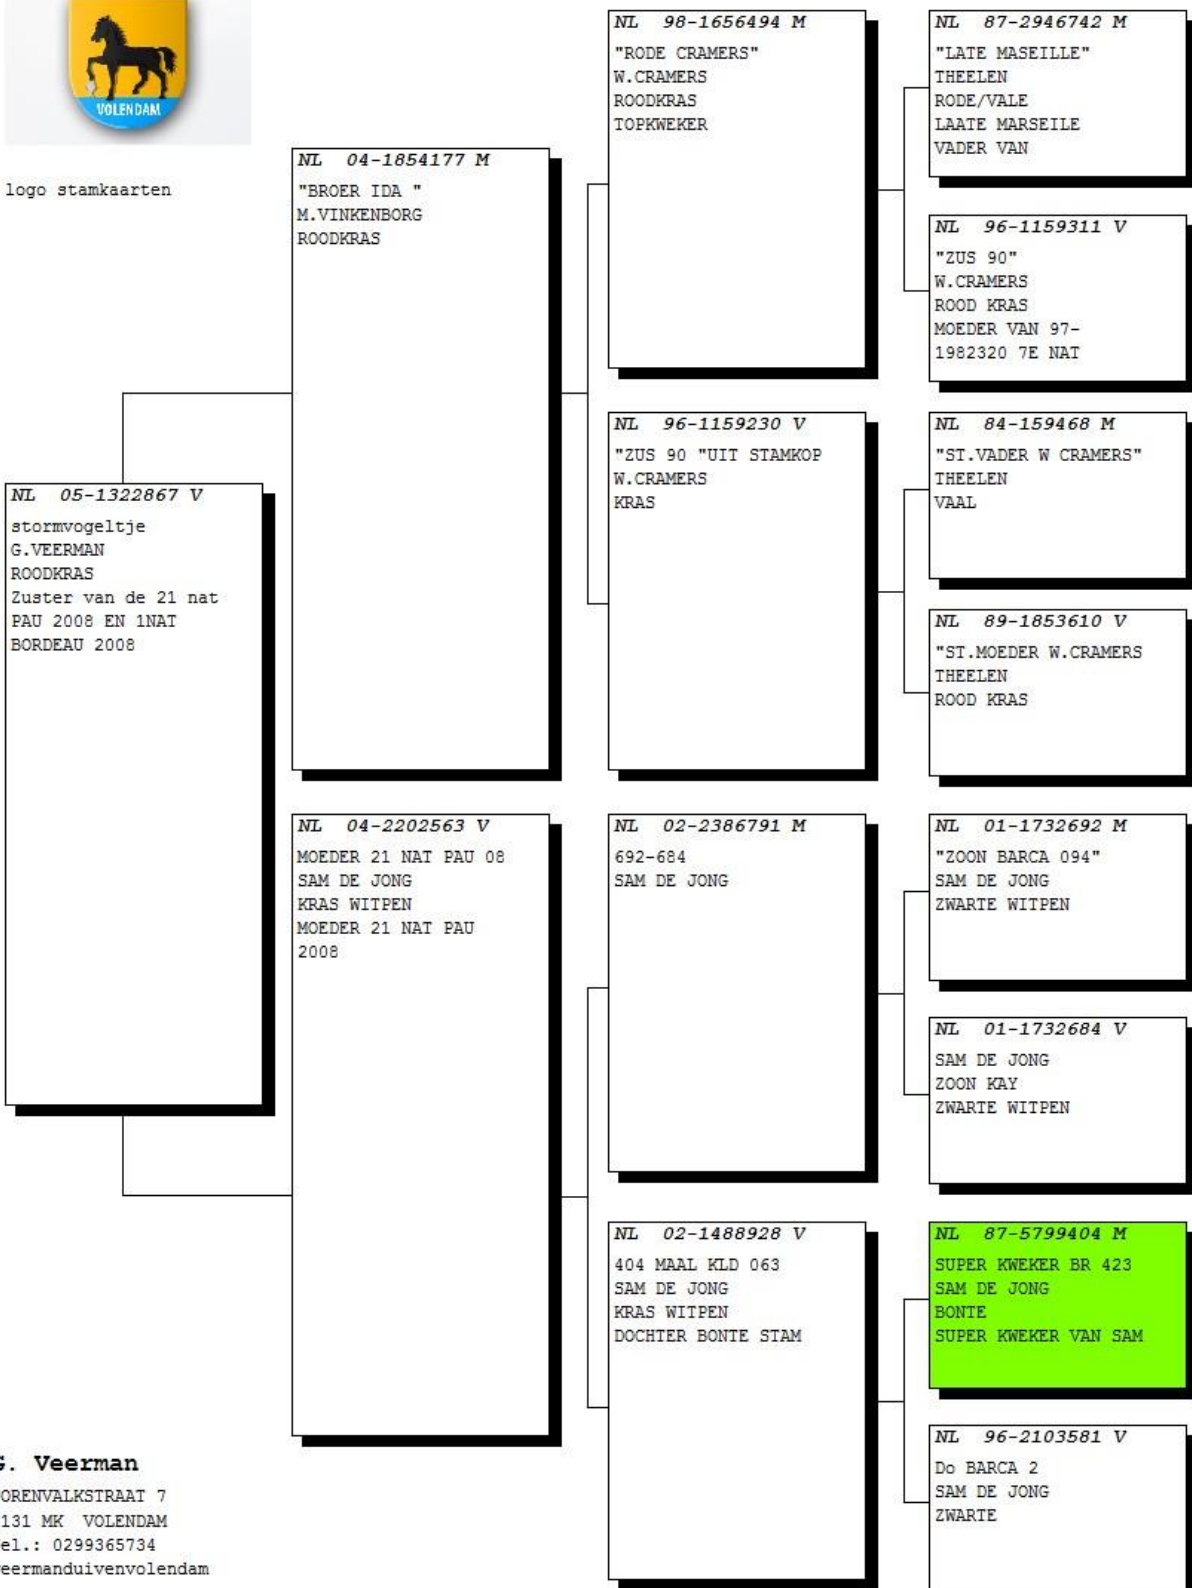 VOLENDAM
logo stamkaarten
NL 05-1322867 V
stormvogeltje
G.VEERMAN
ROODKRAS
Zuster van de 21 nat
PAU 2008 EN 1NAT
BORDEAU 2008
NL 04-1854177 M
"BROER IDA "
M.VINKENBORG
ROODKRAS
NL 04-2202563 V
MOEDER 21 NAT PAU 08
SAM DE JONG
KRAS WITPEN
MOEDER 21 NAT PAU
2008
NL 98-1656494 M
"RODE CRAMERS"
W.CRAMERS
ROODKRAS
TOPKWEKER
NL 96-1159230 V
"ZUS 90 "UIT STAMKOP
W.CRAMERS
KRAS
NL 02-2386791 M
692-684
SAM DE JONG
NL 02-1488928 V
404 MAAL KLD 063
SAM DE JONG
KRAS WITPEN
DOCHTER BONTE STAM
NL 87-2946742 M
"LATE MASEILLE"
THEELEN
RODE/VALE
LAATE MARSEILE
VADER VAN
NL 96-1159311 V
"ZUS 90"
W.CRAMERS
ROOD KRAS
MOEDER VAN 97-
1982320 7E NAT
NL 84-159468 M
"ST.VADER W CRAMERS"
THEELEN
VAAL
NL 89-1853610 V
"ST.MOEDER W.CRAMERS
THEELEN
ROOD KRAS
NL 01-1732692 M
"ZOON BARCA 094"
SAM DE JONG
ZWARTE WITPEN
NL 01-1732684 V
SAM DE JONG
ZOON KAY
ZWARTE WITPEN
NL 87-5799404 M
SUPER KWEKER BR 423
SAM DE JONG
BONTE
SUPER KWEKER VAN SAM
NL 96-2103581 V
Do BARCA 2
SAM DE JONG
ZWARTE
G. Veerman
ORENVALKSTRAAT 7
131 MK VOLENDAM
el.: 0299365734
eermanduivenvolendam